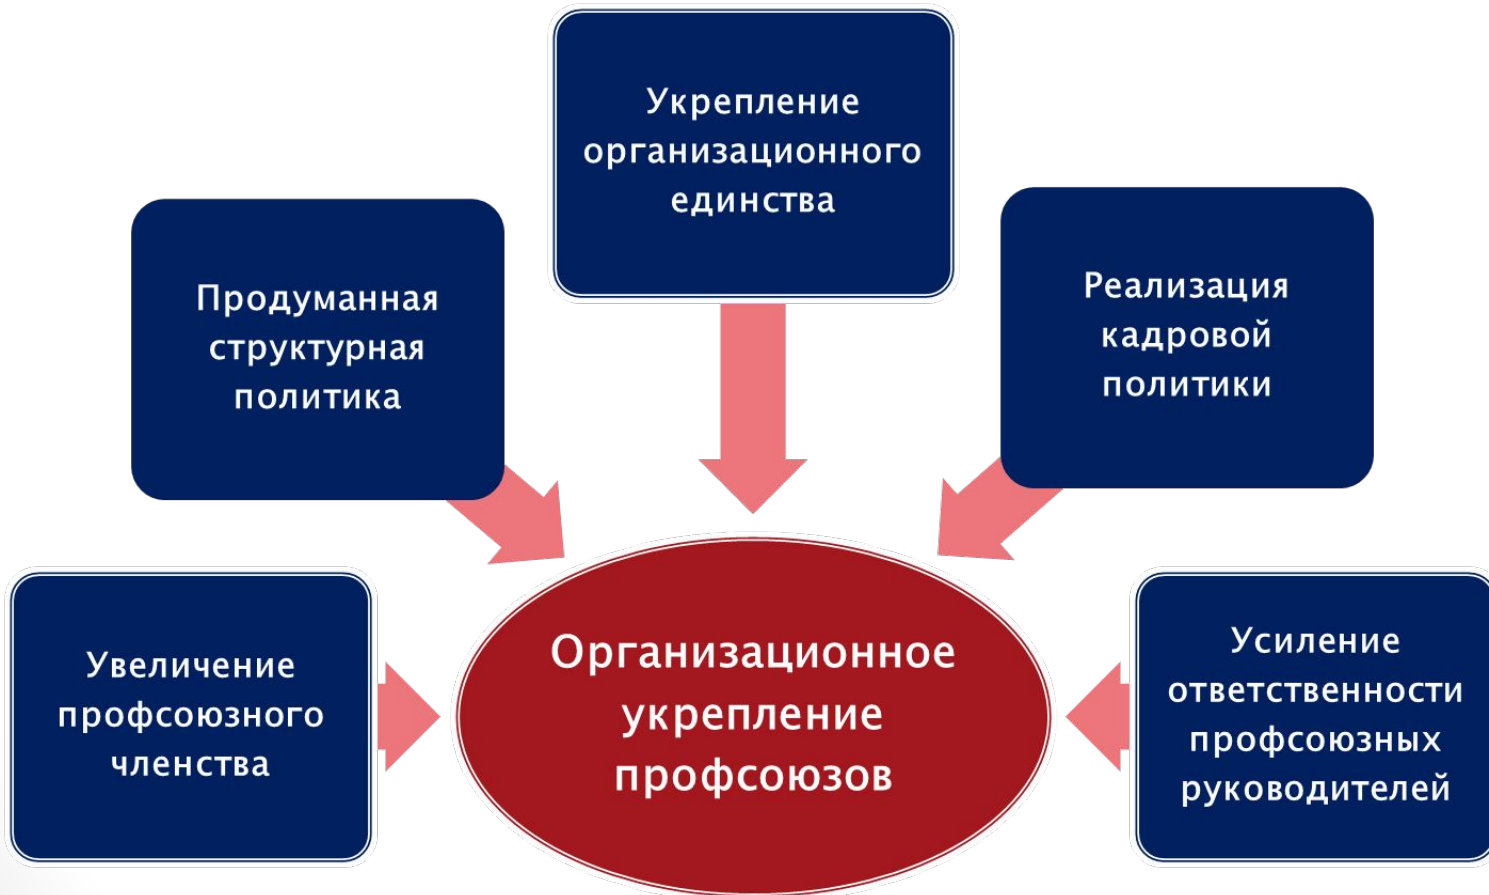 Укрепление
организационного
единства
Продуманная
структурная
политика
Реализация
кадровой
политики
Увеличение
профсоюзного
членства
Организационное
укрепление
профсоюзов
Усиление
ответственности
профсоюзных
руководителей